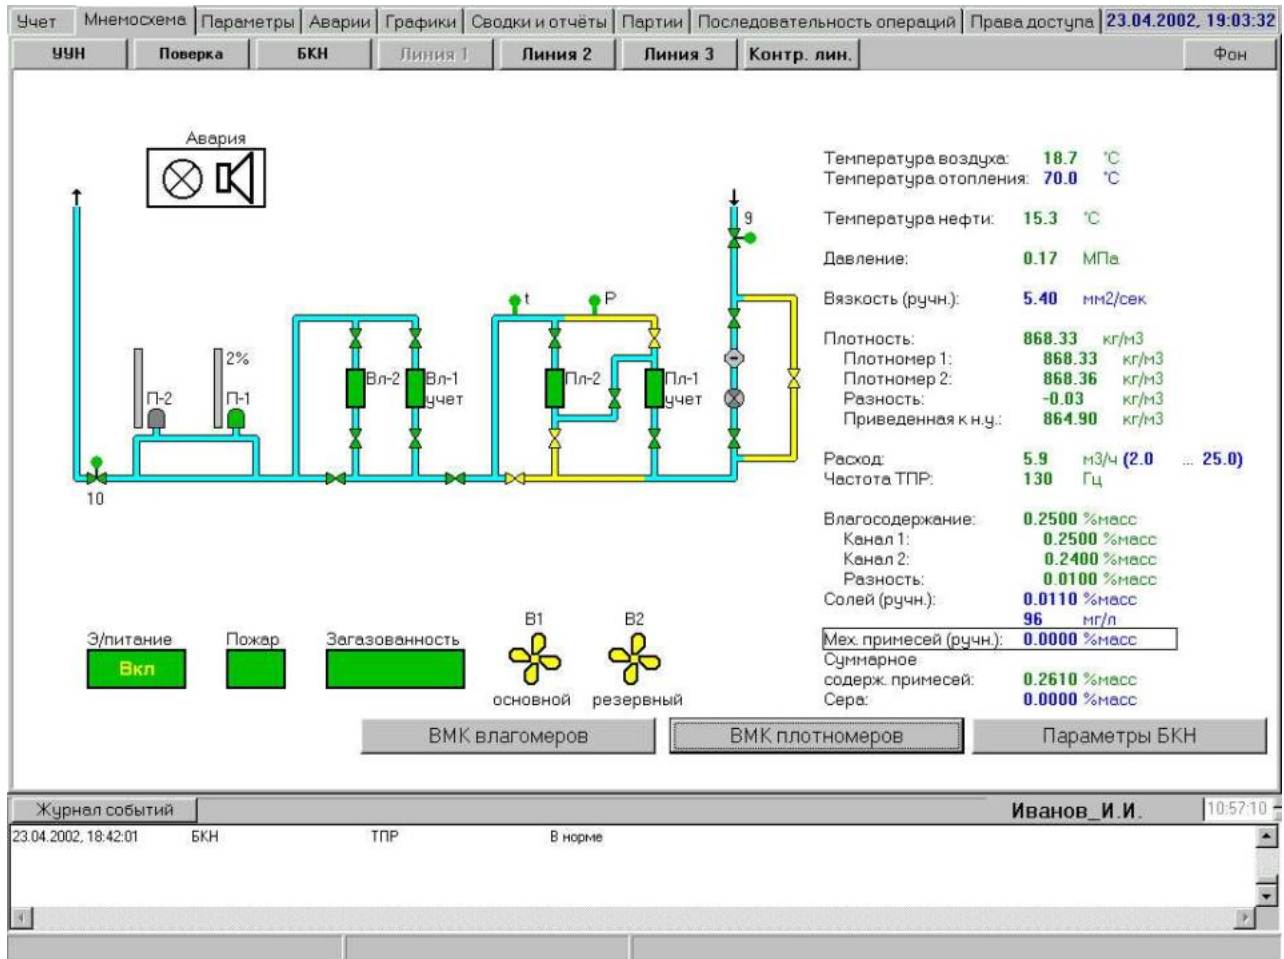 Учет Мнемосхема Параметры Аварии Графики Сводки и отчёты Партии Последовательность операций Права доступа 23.04.2002, 19:03:32
УУН Поверка БКН Линия 1 Линия 2 Линия 3 Контр. лин. Фон
Авария
9
t P
2%
П-2 П-1
Вл-2 Вл-1
учет
Пл-2 Пл-1
учет
10
Температура воздуха: 18.7 °C
Температура отопления: 70.0 °C
Температура нефти: 15.3 °C
Давление: 0.17 МПа
Вязкость (ручн.): 5.40 мм2/сек
Плотность: 868.33 кг/м3
Плотномер 1: 868.33 кг/м3
Плотномер 2: 868.36 кг/м3
Разность: -0.03 кг/м3
Приведенная к н.у.: 864.90 кг/м3
Расход: 5.9 м3/ч (2.0 ... 25.0)
Частота ТПР: 130 Гц
Влагосодержание: 0.2500 %масс
Канал 1: 0.2500 %масс
Канал 2: 0.2400 %масс
Разность: 0.0100 %масс
Солей (ручн.): 0.0110 %масс
96 мг/л
Мех. примесей (ручн.): 0.0000 %масс
Суммарное
содерж. примесей: 0.2610 %масс
Сера: 0.0000 %масс
Э/питание Пожар Загазованность В1 В2
Вкл
основной резервный
ВМК влагомеров ВМК плотномеров Параметры БКН
Журнал событий Иванов_И.И. 10:57:10
23.04.2002, 18:42:01 БКН ТПР В норме